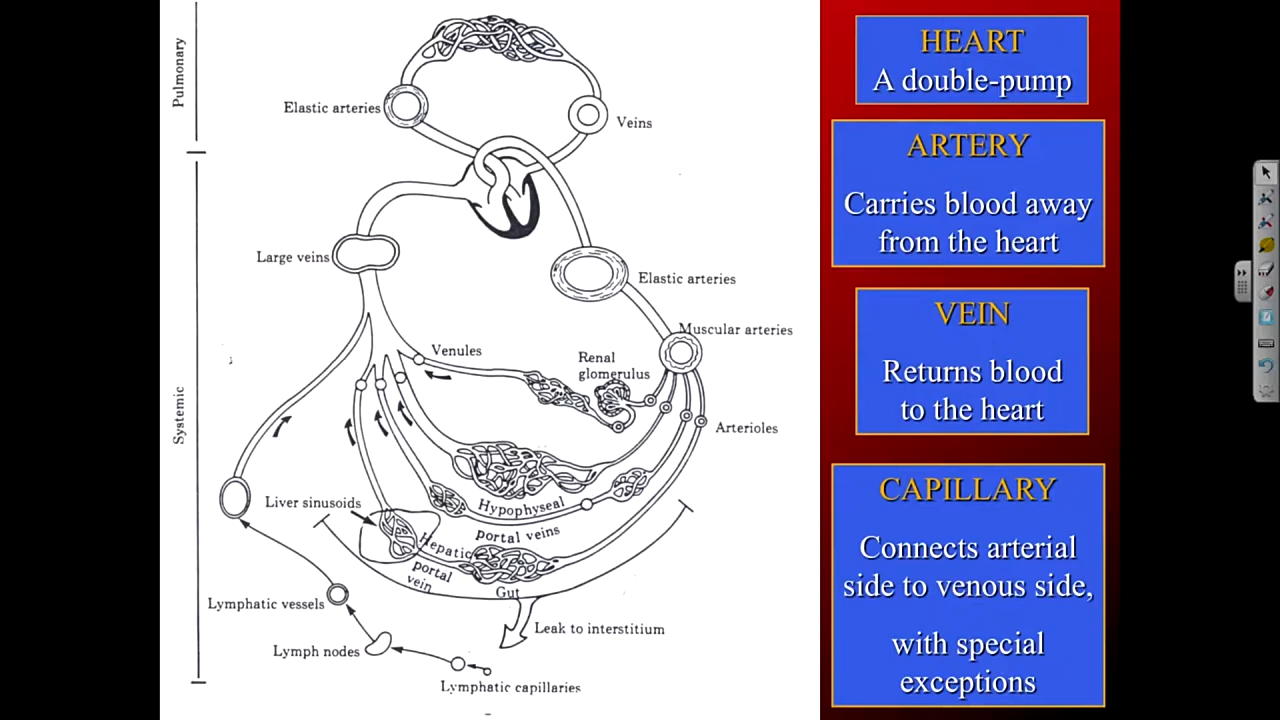 Pulmonary
Elastic arteries
Veins
Large veins
Elastic arteries
Muscular arteries
Venules
Renal
glomerulus
Systemic
Arterioles
Liver sinusoids
Hypophyseal
portal veins
Hepatic
portal
vein
Gut
Lymphatic vessels
Leak to interstitium
Lymph nodes
Lymphatic capillaries
HEART
A double-pump
ARTERY
Carries blood away
from the heart
VEIN
Returns blood
to the heart
CAPILLARY
Connects arterial
side to venous side,
with special
exceptions